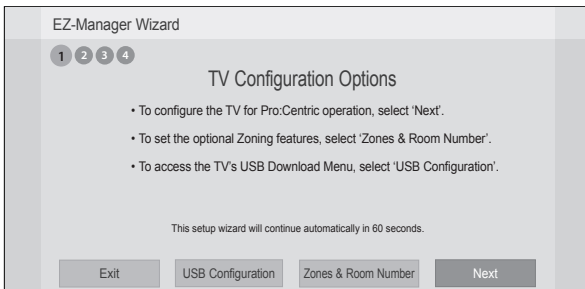 EZ-Manager Wizard
1 2 3 4
TV Configuration Options
• To configure the TV for Pro:Centric operation, select ‘Next’.
• To set the optional Zoning features, select ‘Zones & Room Number’.
• To access the TV’s USB Download Menu, select ‘USB Configuration’.
This setup wizard will continue automatically in 60 seconds.
Exit USB Configuration Zones & Room Number Next